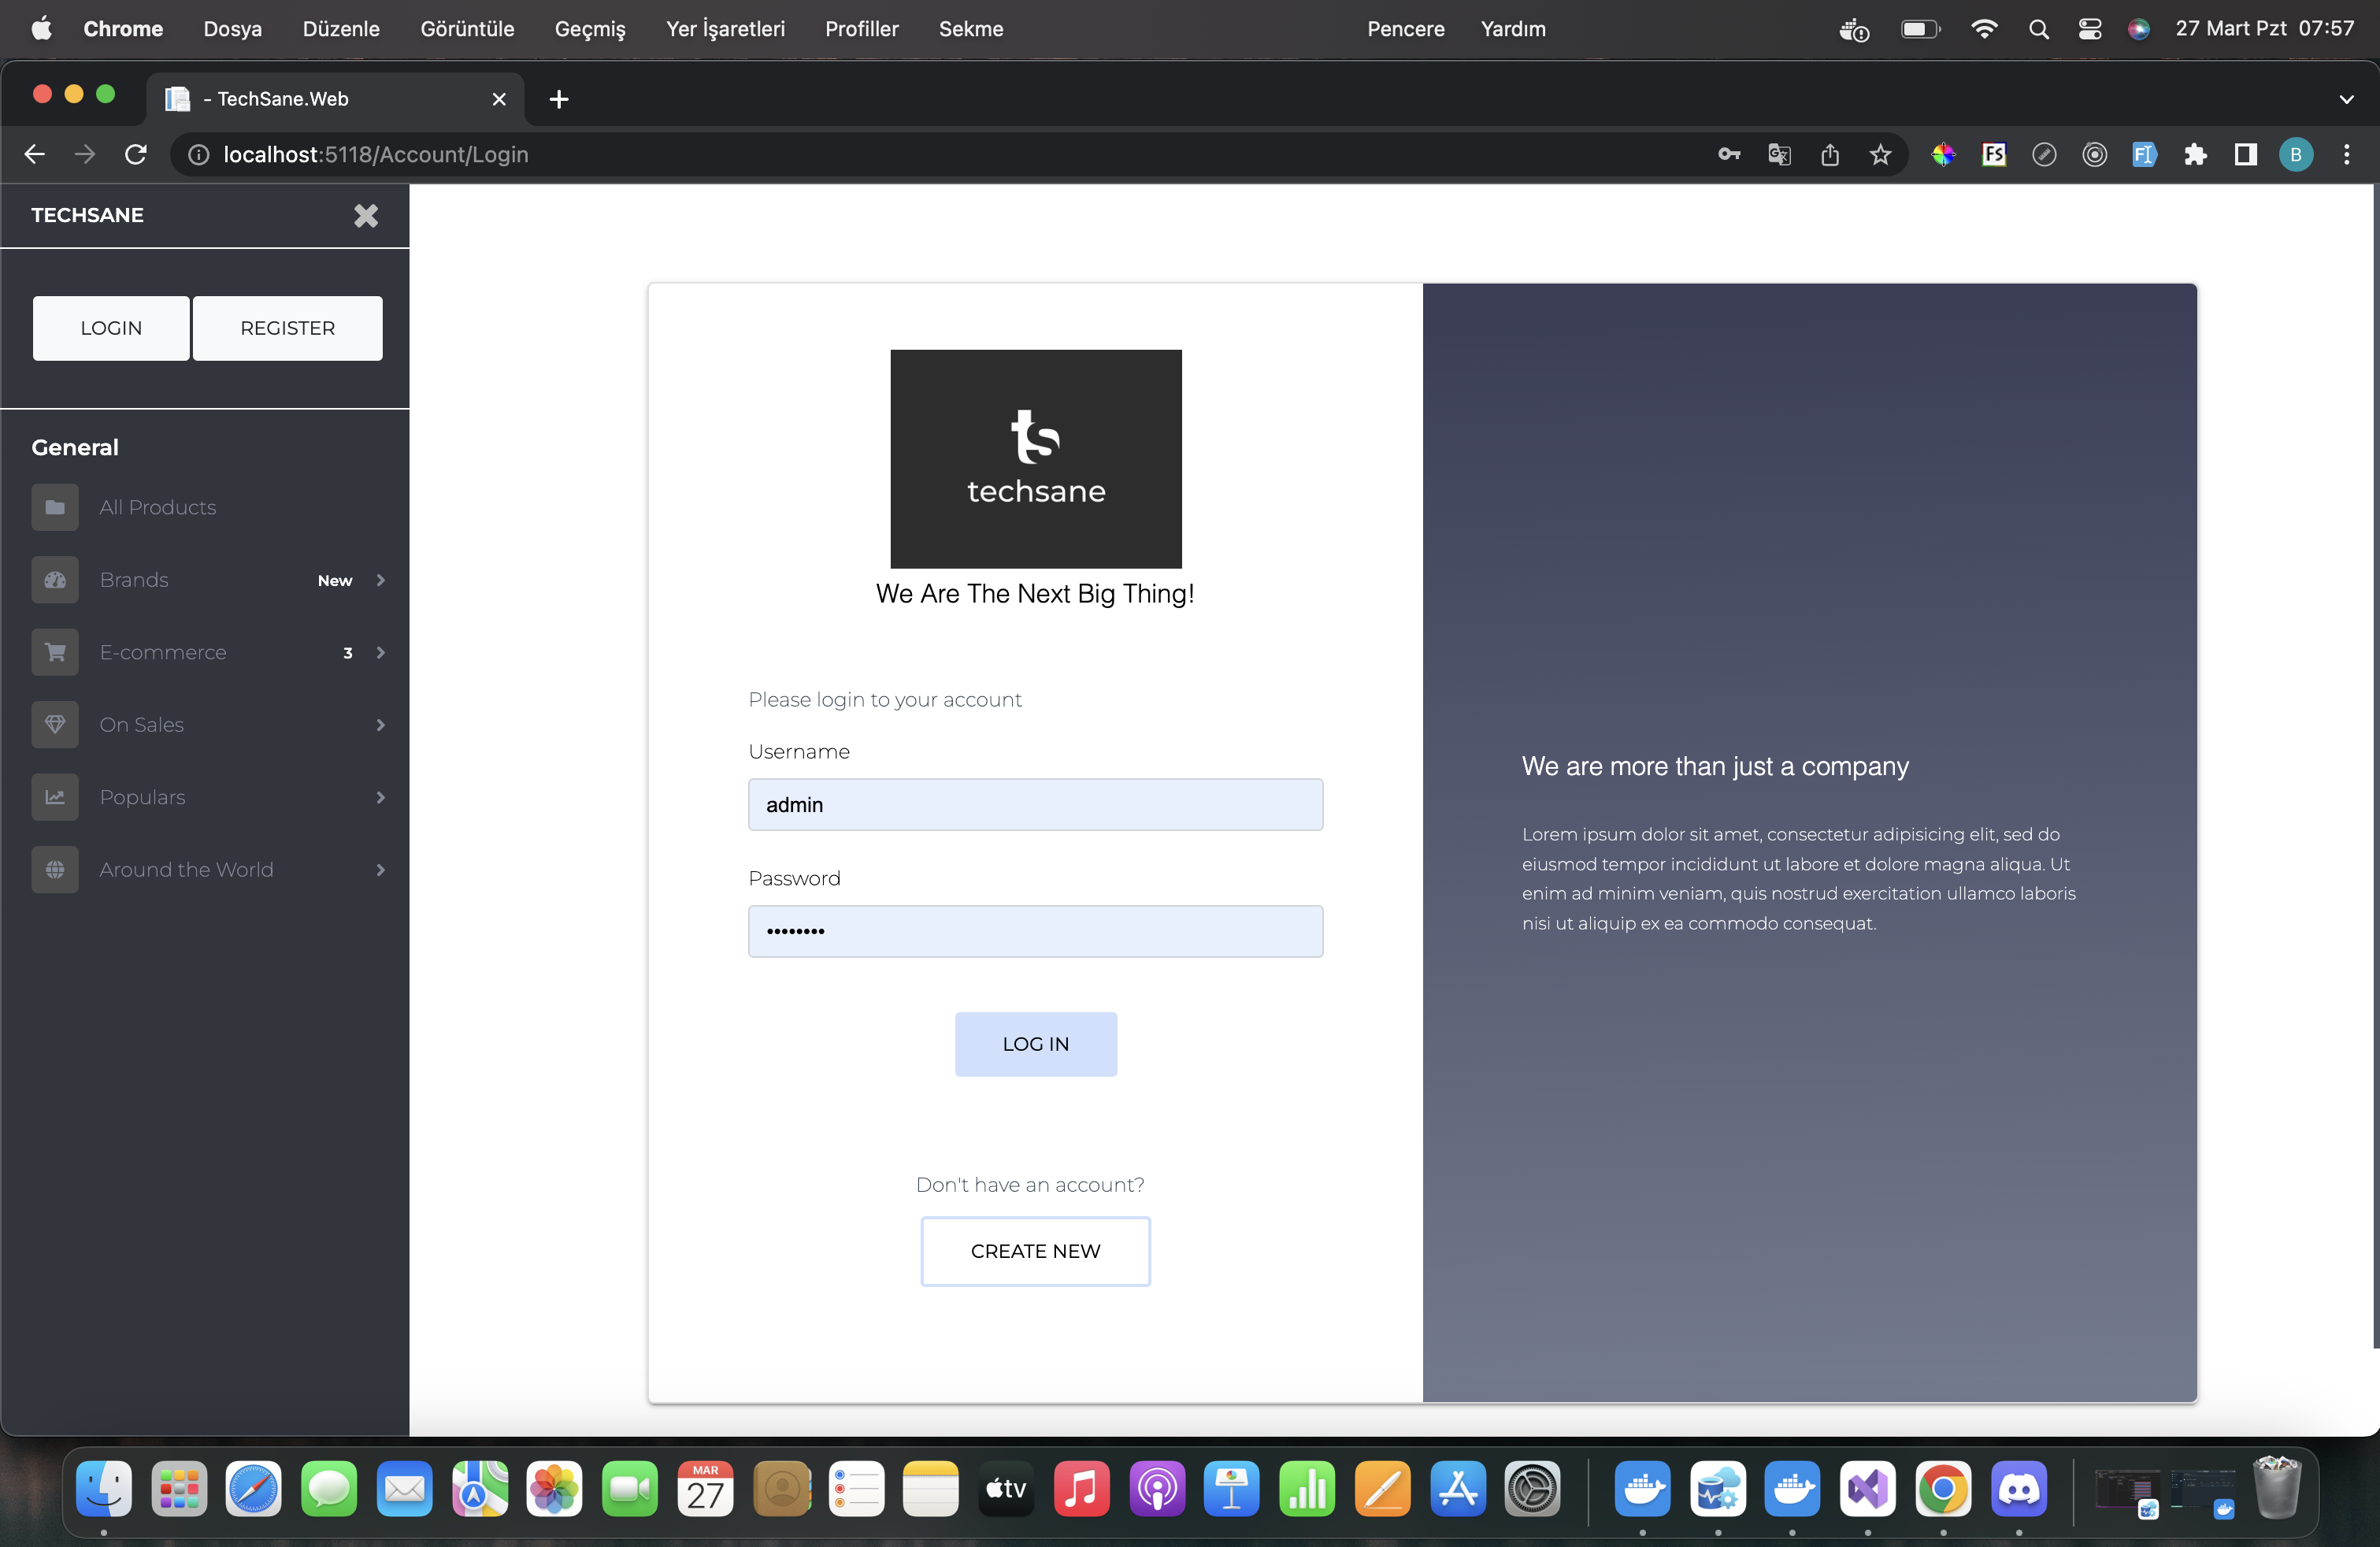 Chrome Dosya Düzenle Görüntüle Geçmiş Yer İşaretleri Profiller Sekme Pencere Yardım 27 Mart Pzt 07:57
- TechSane.Web
localhost:5118/Account/Login
FS
B
TECHSANE
LOGIN REGISTER
General
All Products
Brands New
E-commerce 3
On Sales
Populars
Around the World
ts
techsane
We Are The Next Big Thing!
Please login to your account
Username
admin
Password
••••••••
LOG IN
Don't have an account?
CREATE NEW
We are more than just a company
Lorem ipsum dolor sit amet, consectetur adipisicing elit, sed do
eiusmod tempor incididunt ut labore et dolore magna aliqua. Ut
enim ad minim veniam, quis nostrud exercitation ullamco laboris
nisi ut aliquip ex ea commodo consequat.
MAR
27
tv